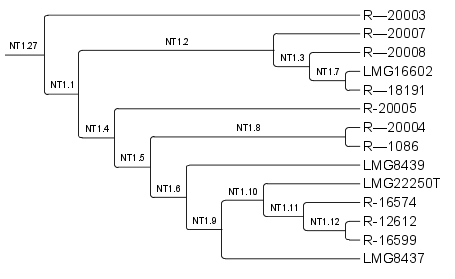 R—20003
R—20007
NT1.27
NT1.2
R—20008
NT1.3
LMG16602
NT1.7
NT1.1
R—18191
R-20005
NT1.4
NT1.8
R—20004
R—1086
NT1.5
LMG8439
LMG22250T
NT1.6
NT1.10
R-16574
NT1.11
NT1.9
NT1.12
R-12612
R-16599
LMG8437